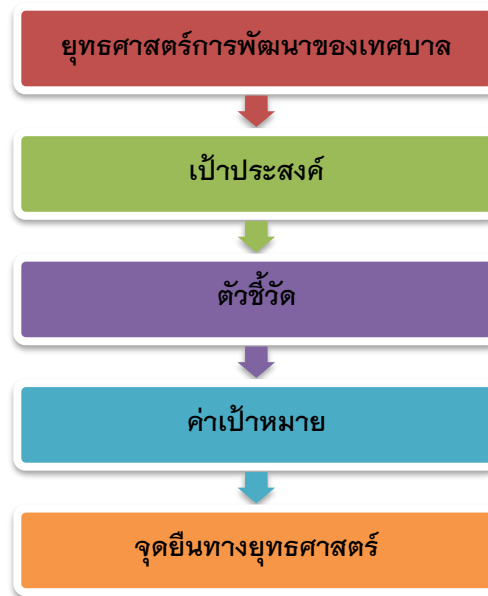 ยุทธศาสตร์การพัฒนาของเทศบาล
เป้าประสงค์
ตัวชี้วัด
ค่าเป้าหมาย
จุดยืนทางยุทธศาสตร์